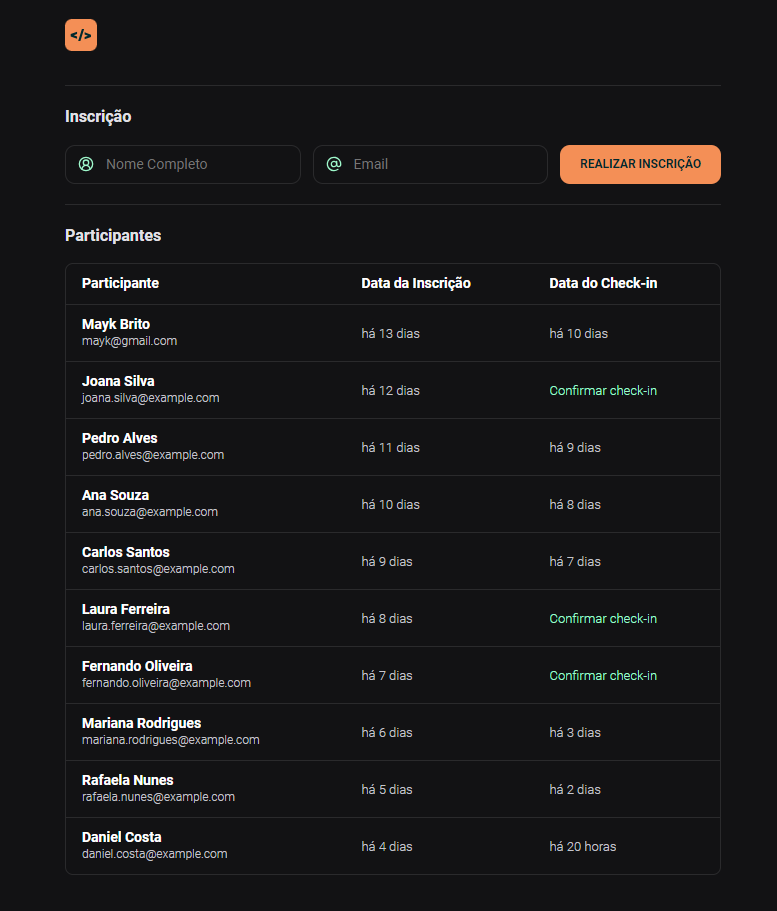 </>
Inscrição
Nome Completo Email REALIZAR INSCRIÇÃO
Participantes
Participante Data da Inscrição Data do Check-in
Mayk Brito
mayk@gmail.com
há 13 dias há 10 dias
Joana Silva
joana.silva@example.com
há 12 dias Confirmar check-in
Pedro Alves
pedro.alves@example.com
há 11 dias há 9 dias
Ana Souza
ana.souza@example.com
há 10 dias há 8 dias
Carlos Santos
carlos.santos@example.com
há 9 dias há 7 dias
Laura Ferreira
laura.ferreira@example.com
há 8 dias Confirmar check-in
Fernando Oliveira
fernando.oliveira@example.com
há 7 dias Confirmar check-in
Mariana Rodrigues
mariana.rodrigues@example.com
há 6 dias há 3 dias
Rafaela Nunes
rafaela.nunes@example.com
há 5 dias há 2 dias
Daniel Costa
daniel.costa@example.com
há 4 dias há 20 horas